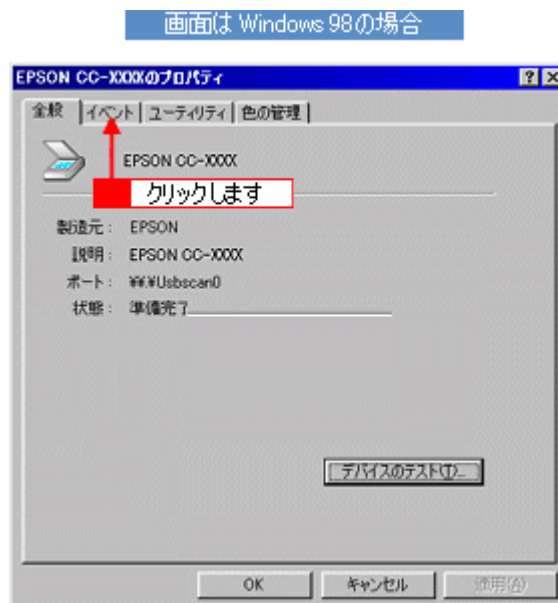 画面は Windows 98の場合
EPSON CC-XXXXのプロパティ
全般 イベント ユーティリティ 色の管理
EPSON CC-XXXX
クリックします
製造元： EPSON
説明： EPSON CC-XXXX
ポート： ¥¥.¥Usbscan0
状態： 準備完了
デバイスのテスト(T)...
OK キャンセル 適用(A)